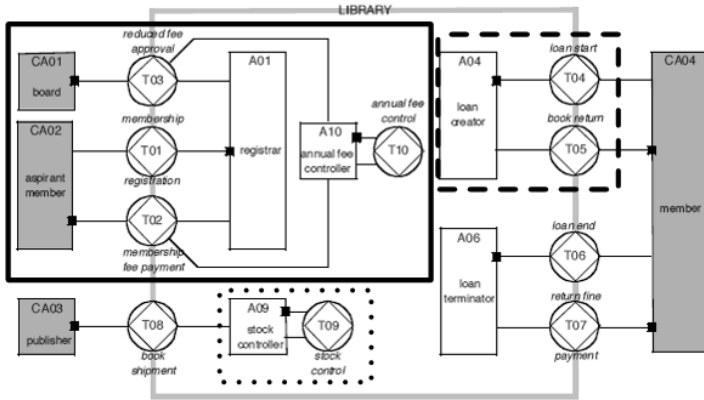 LIBRARY
reduced fee
approval
CA01
board
T03
A01
registrar
membership
CA02
aspirant
member
T01
registration
T02
membership
fee payment
A10
annual fee
controller
annual fee
control
T10
loan start
A04
loan
creator
T04
book return
T05
CA04
member
loan end
A06
loan
terminator
T06
return fine
T07
payment
CA03
publisher
T08
book
shipment
A09
stock
controller
T09
stock
control